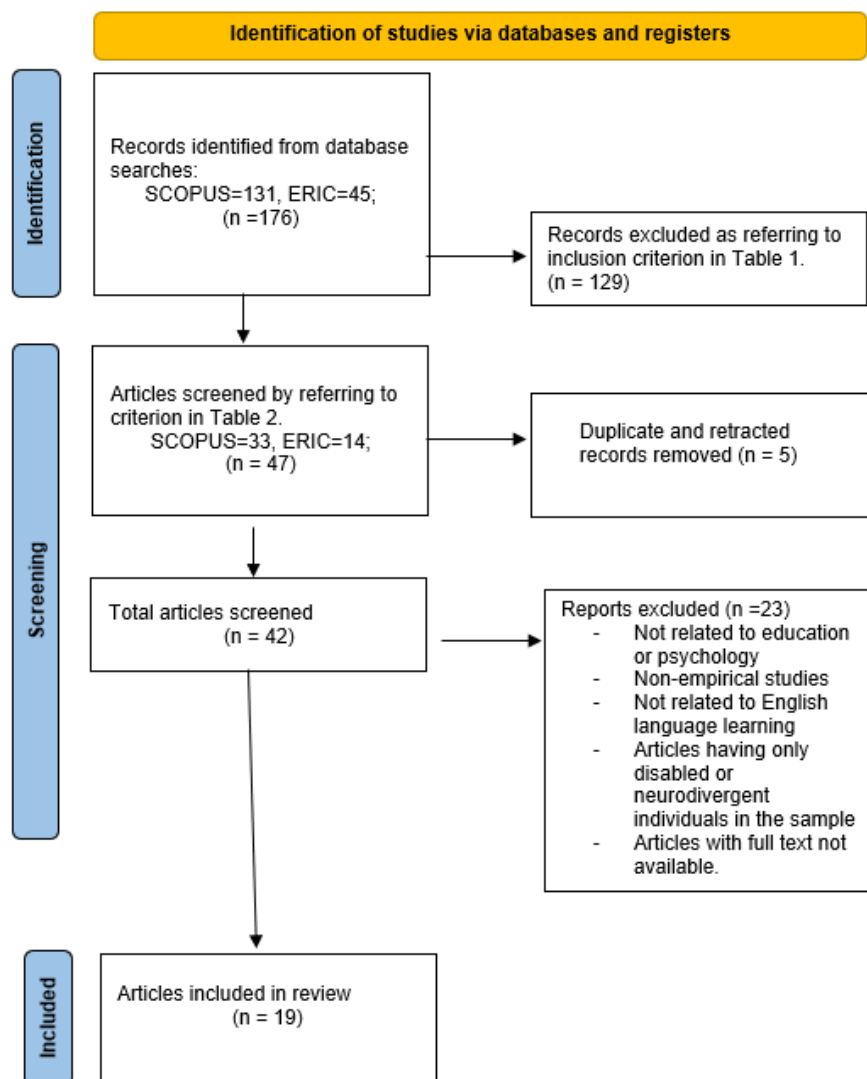 Identification of studies via databases and registers
Identification
Records identified from database
searches:
SCOPUS=131, ERIC=45;
(n =176)
Records excluded as referring to
inclusion criterion in Table 1.
(n = 129)
Screening
Articles screened by referring to
criterion in Table 2.
SCOPUS=33, ERIC=14;
(n = 47)
Duplicate and retracted
records removed (n = 5)
Total articles screened
(n = 42)
Reports excluded (n =23)
- Not related to education
or psychology
- Non-empirical studies
- Not related to English
language learning
- Articles having only
disabled or
neurodivergent
individuals in the sample
- Articles with full text not
available.
Included
Articles included in review
(n = 19)